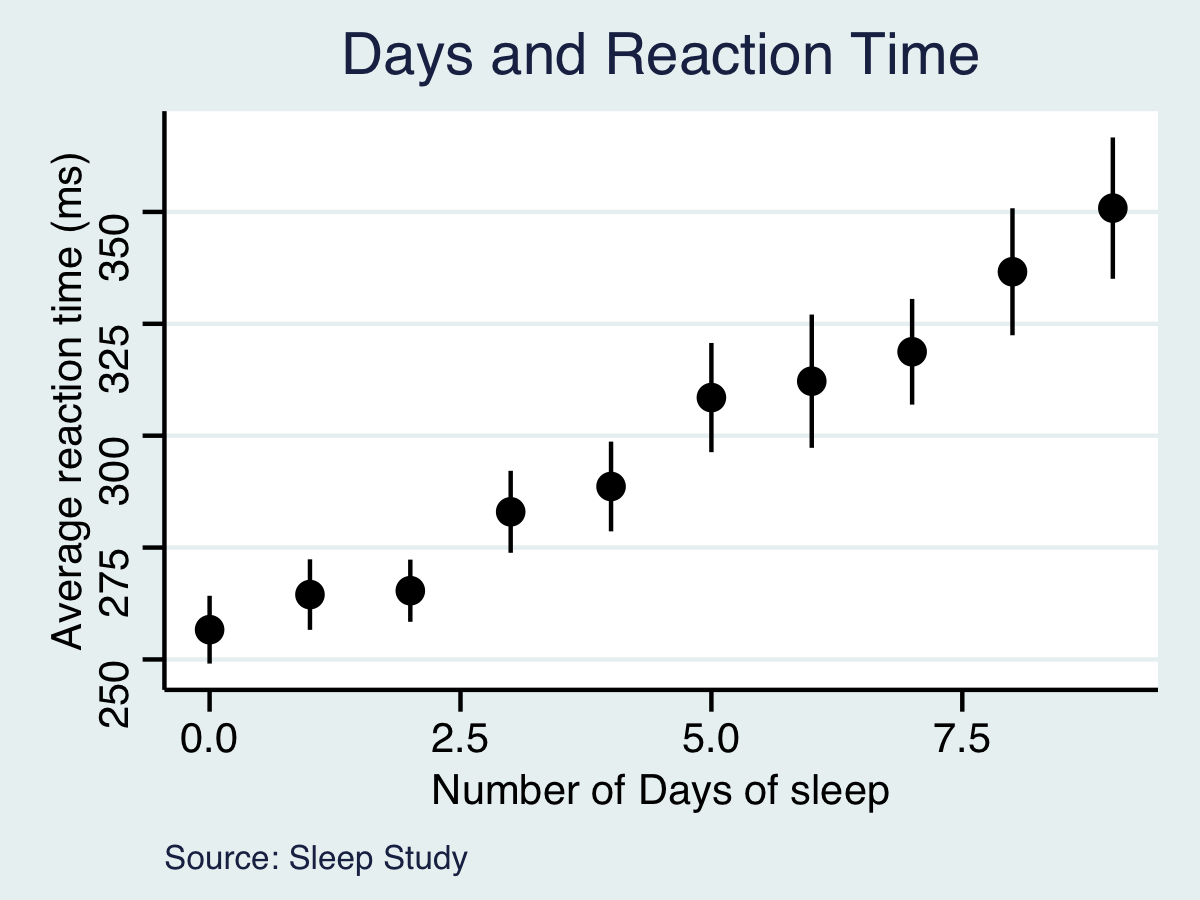 Days and Reaction Time
Average reaction time (ms)
350
325
300
275
250
0.0 2.5 5.0 7.5
Number of Days of sleep
Source: Sleep Study